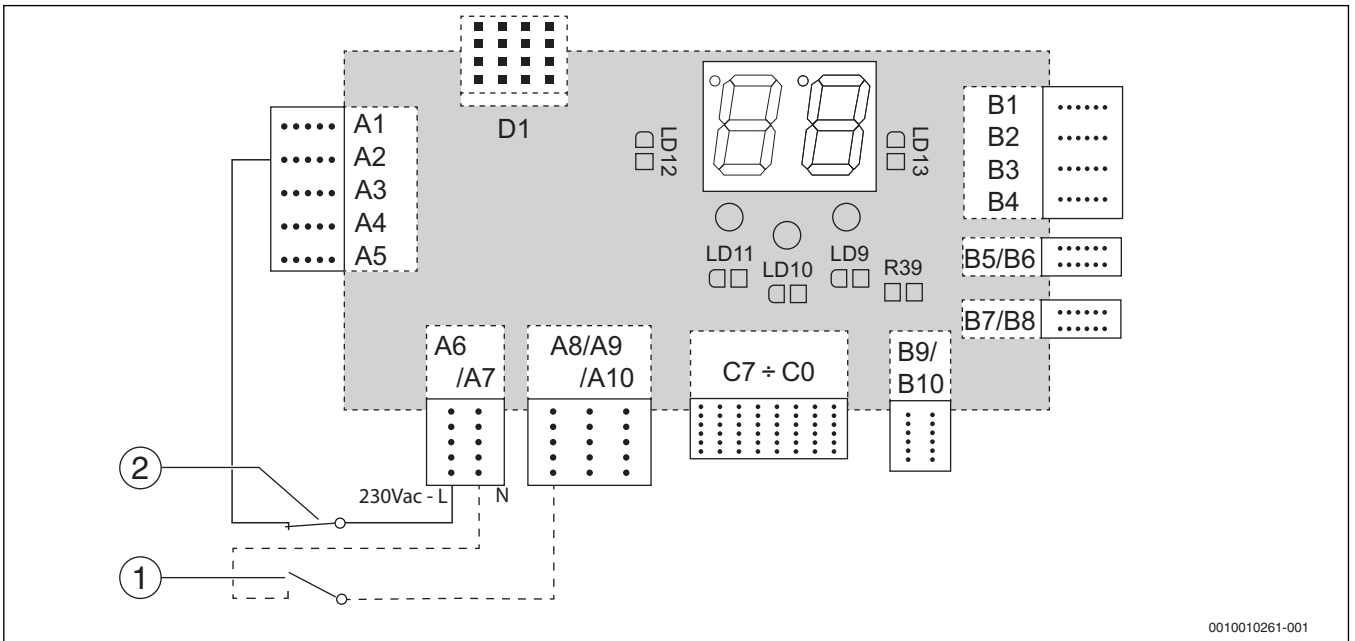 D1
A1
A2
A3
A4
A5
LD12
LD13
B1
B2
B3
B4
LD11
LD10
LD9
R39
B5/B6
B7/B8
A6
/A7
A8/A9
/A10
C7 ÷ C0
B9/
B10
2
230Vac - L
N
1
0010010261-001